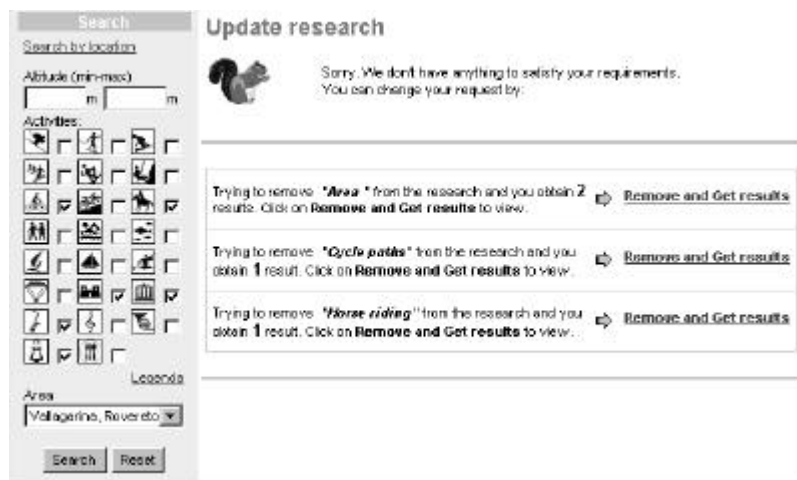 Search
Search by location
Altitude (min-max)
m m
Activities:
Legenda
Area
Vallagarina, Rovereto
Search Reset
Update research
Sorry. We don't have anything to satisfy your requirements.
You can change your request by:
Trying to remove "Area " from the research and you obtain 2
results. Click on Remove and Get results to view.
Remove and Get results
Trying to remove "Cycle paths" from the research and you
obtain 1 result. Click on Remove and Get results to view.
Remove and Get results
Trying to remove "Horse riding" from the research and you
obtain 1 result. Click on Remove and Get results to view.
Remove and Get results